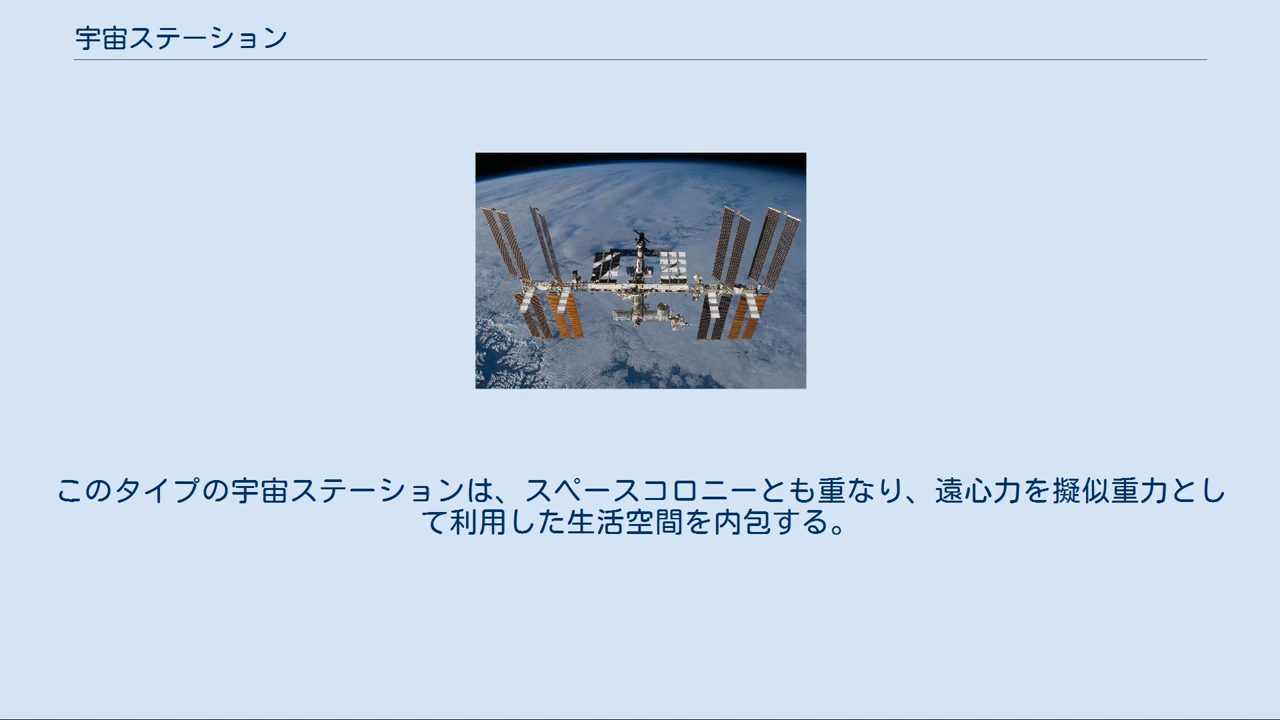 宇宙ステーション
このタイプの宇宙ステーションは、スペースコロニーとも重なり、遠心力を擬似重力とし
て利用した生活空間を内包する。